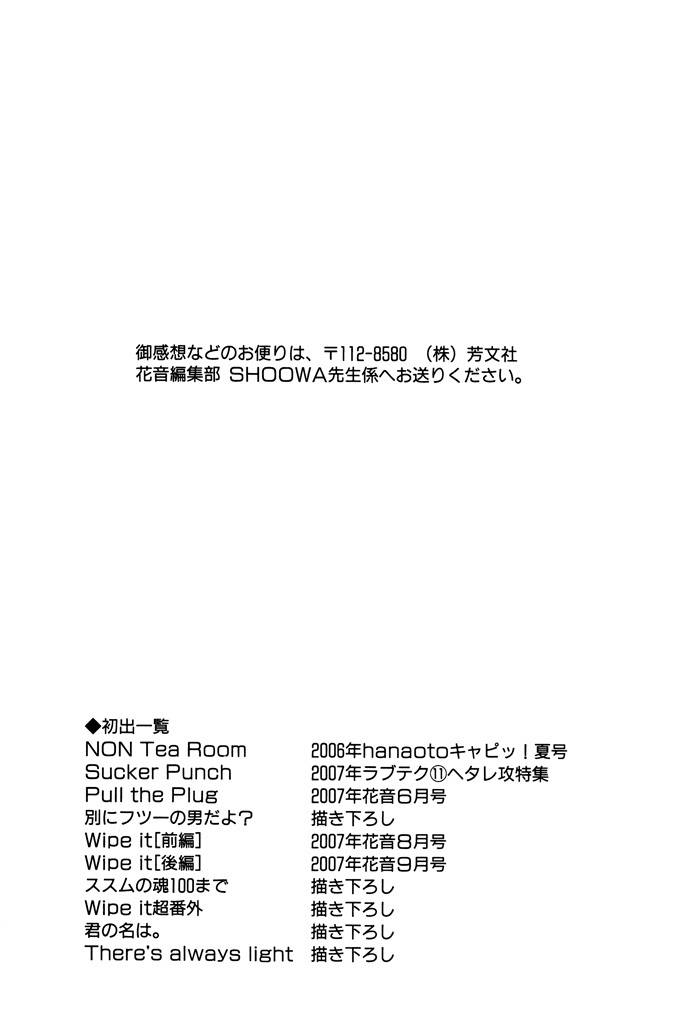 御感想などのお便りは、〒112-8580 （株）芳文社
花音編集部 SHOOWA先生係へお送りください。
◆初出一覧
NON Tea Room 2006年hanaotoキャピッ！夏号
Sucker Punch 2007年ラブテク⑪ヘタレ攻特集
Pull the Plug 2007年花音6月号
別にフツーの男だよ？ 描き下ろし
Wipe it[前編] 2007年花音8月号
Wipe it[後編] 2007年花音9月号
ススムの魂100まで 描き下ろし
Wipe it超番外 描き下ろし
君の名は。 描き下ろし
There's always light 描き下ろし